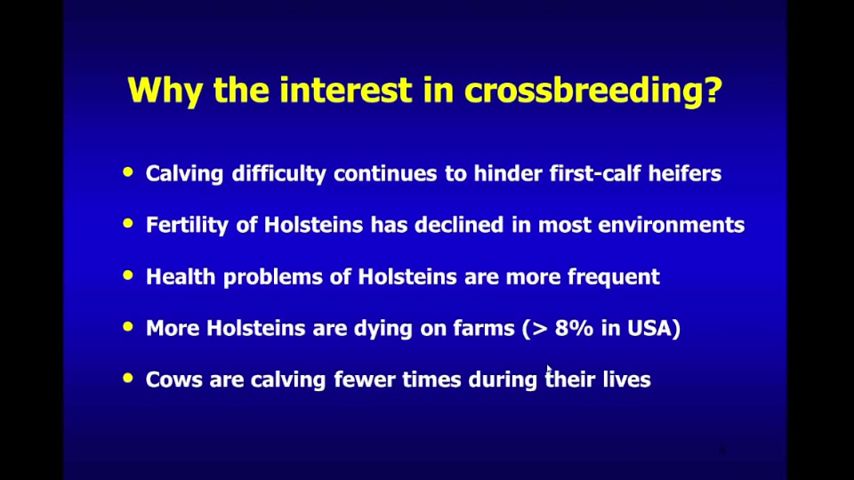 Why the interest in crossbreeding?
• Calving difficulty continues to hinder first-calf heifers
• Fertility of Holsteins has declined in most environments
• Health problems of Holsteins are more frequent
• More Holsteins are dying on farms (> 8% in USA)
• Cows are calving fewer times during their lives